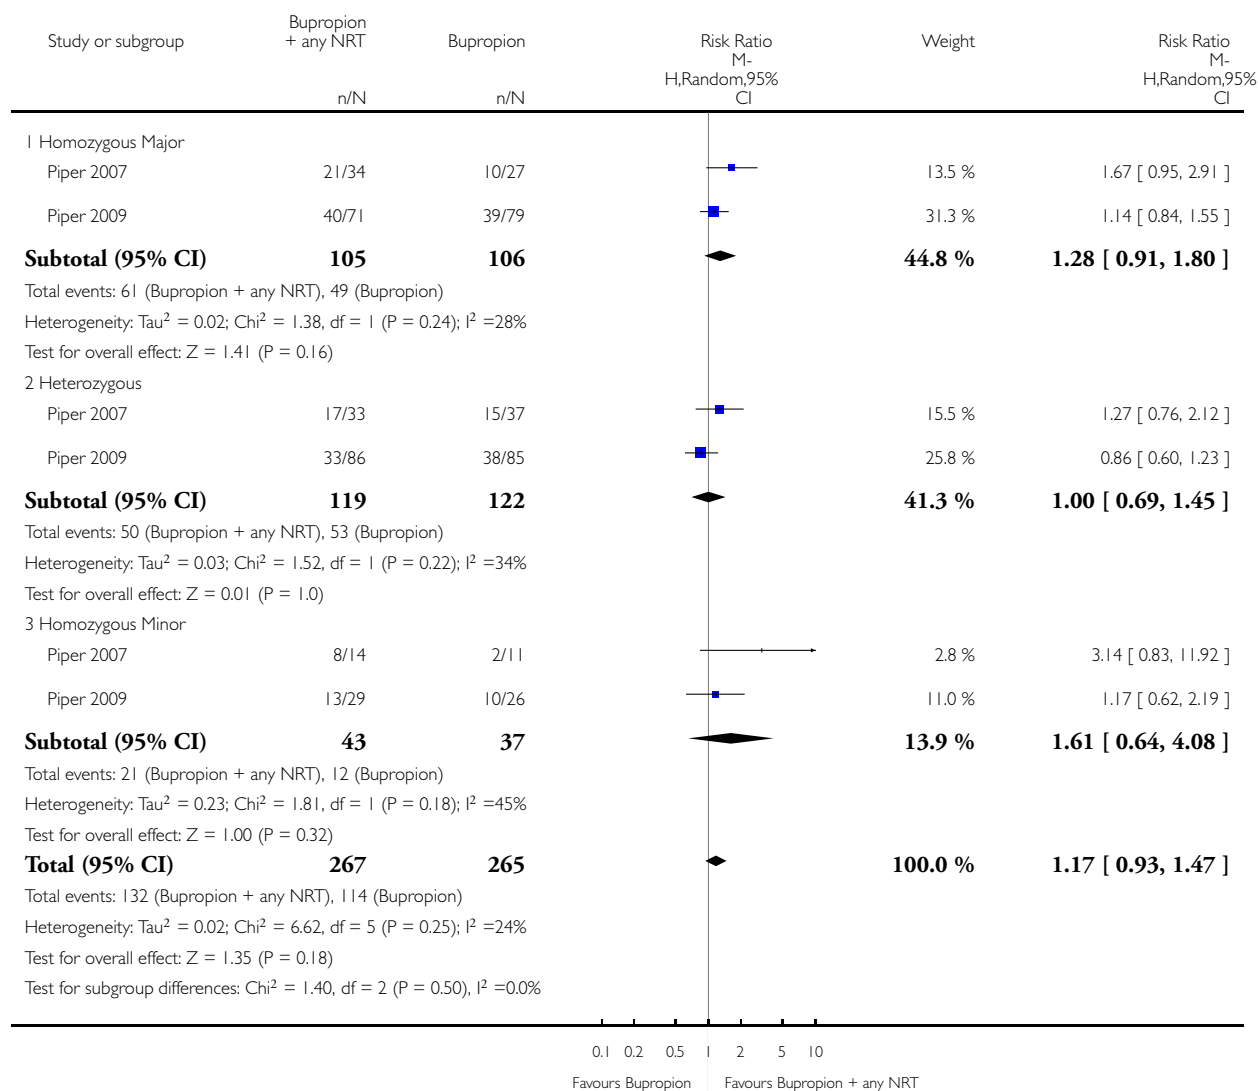 Study or subgroup Bupropion + any NRT Bupropion Risk Ratio M-H,Random,95% CI Weight Risk Ratio M-H,Random,95% CI
n/N n/N
1 Homozygous Major
Piper 2007 21/34 10/27 13.5 % 1.67 [ 0.95, 2.91 ]
Piper 2009 40/71 39/79 31.3 % 1.14 [ 0.84, 1.55 ]
Subtotal (95% CI) 105 106 44.8 % 1.28 [ 0.91, 1.80 ]
Total events: 61 (Bupropion + any NRT), 49 (Bupropion)
Heterogeneity: Tau² = 0.02; Chi² = 1.38, df = 1 (P = 0.24); I² =28%
Test for overall effect: Z = 1.41 (P = 0.16)
2 Heterozygous
Piper 2007 17/33 15/37 15.5 % 1.27 [ 0.76, 2.12 ]
Piper 2009 33/86 38/85 25.8 % 0.86 [ 0.60, 1.23 ]
Subtotal (95% CI) 119 122 41.3 % 1.00 [ 0.69, 1.45 ]
Total events: 50 (Bupropion + any NRT), 53 (Bupropion)
Heterogeneity: Tau² = 0.03; Chi² = 1.52, df = 1 (P = 0.22); I² =34%
Test for overall effect: Z = 0.01 (P = 1.0)
3 Homozygous Minor
Piper 2007 8/14 2/11 2.8 % 3.14 [ 0.83, 11.92 ]
Piper 2009 13/29 10/26 11.0 % 1.17 [ 0.62, 2.19 ]
Subtotal (95% CI) 43 37 13.9 % 1.61 [ 0.64, 4.08 ]
Total events: 21 (Bupropion + any NRT), 12 (Bupropion)
Heterogeneity: Tau² = 0.23; Chi² = 1.81, df = 1 (P = 0.18); I² =45%
Test for overall effect: Z = 1.00 (P = 0.32)
Total (95% CI) 267 265 100.0 % 1.17 [ 0.93, 1.47 ]
Total events: 132 (Bupropion + any NRT), 114 (Bupropion)
Heterogeneity: Tau² = 0.02; Chi² = 6.62, df = 5 (P = 0.25); I² =24%
Test for overall effect: Z = 1.35 (P = 0.18)
Test for subgroup differences: Chi² = 1.40, df = 2 (P = 0.50), I² =0.0%
0.1 0.2 0.5 1 2 5 10
Favours Bupropion Favours Bupropion + any NRT